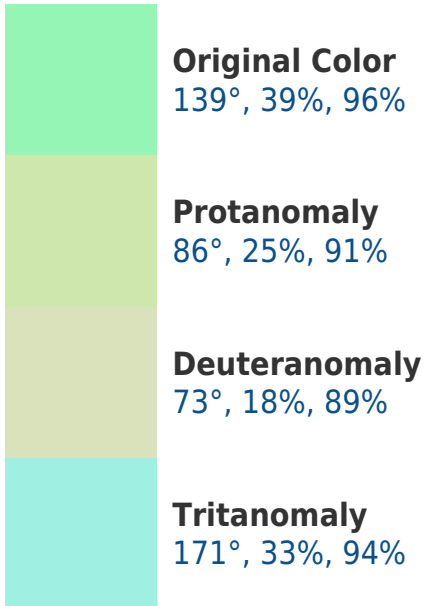 Original Color
139°, 39%, 96%
Protanomaly
86°, 25%, 91%
Deuteranomaly
73°, 18%, 89%
Tritanomaly
171°, 33%, 94%